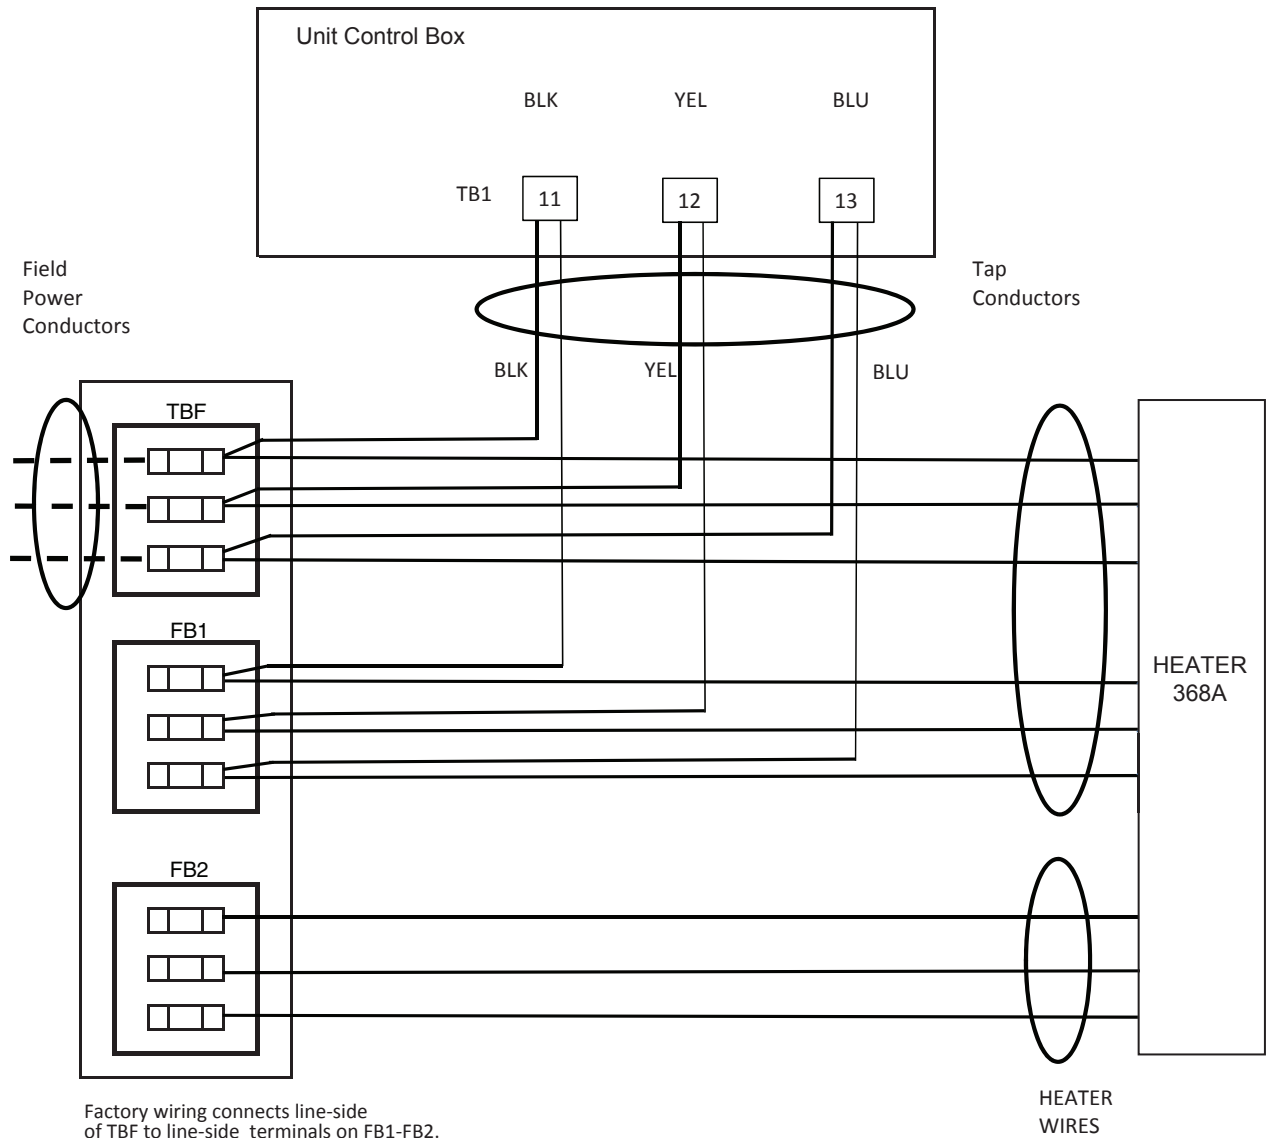 Unit Control Box
BLK YEL BLU
TB1 11 12 13
Field
Power
Conductors
Tap
Conductors
BLK YEL BLU
TBF
FB1
HEATER
368A
FB2
HEATER
WIRES
Factory wiring connects line-side
of TBF to line-side terminals on FB1-FB2.